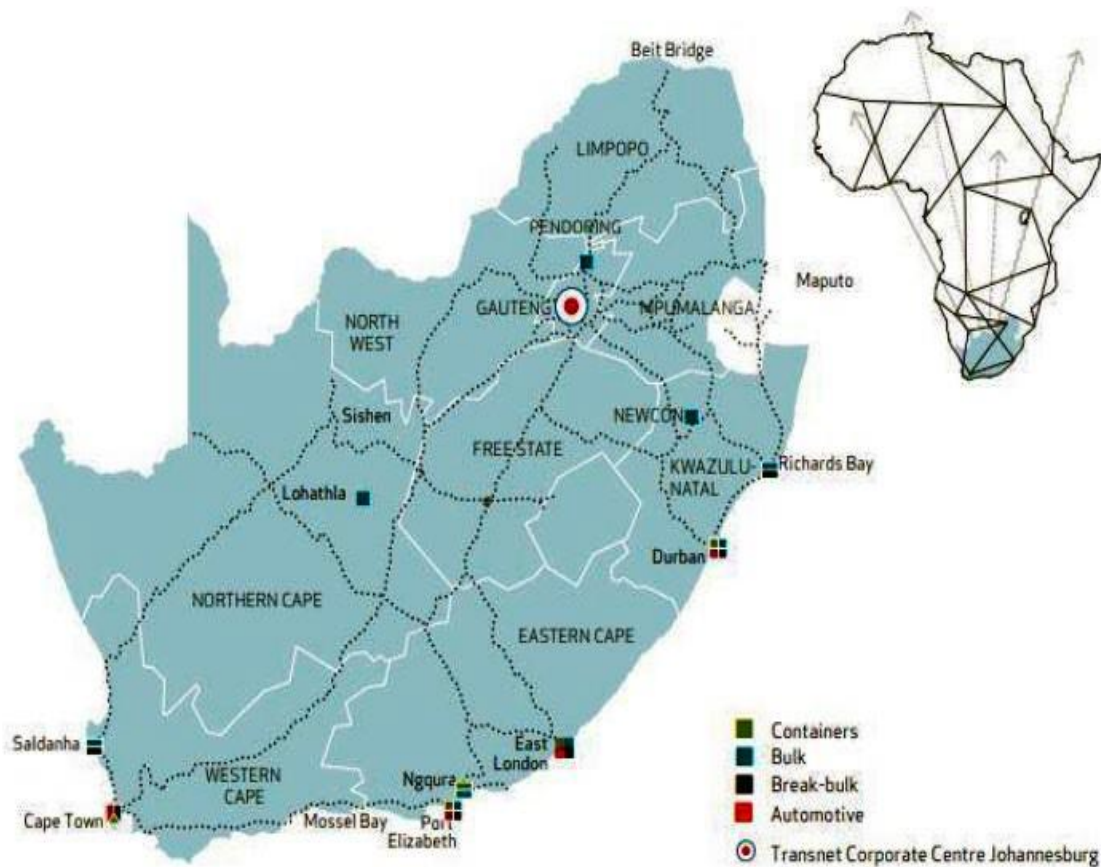 Beit Bridge
LIMPOPO
PENDORING
Maputo
GAUTENG
MPUMALANGA
NORTH
WEST
Sishen
NEWCON
FREE STATE
KWAZULU-
NATAL
Richards Bay
Lohathla
Durban
NORTHERN CAPE
EASTERN CAPE
Saldanha
East
London
Ngqura
WESTERN
CAPE
Cape Town
Mossel Bay
Port
Elizabeth
Containers
Bulk
Break-bulk
Automotive
Transnet Corporate Centre Johannesburg